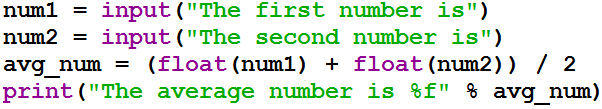 num1 = input("The first number is")
num2 = input("The second number is")
avg_num = (float(num1) + float(num2)) / 2
print("The average number is %f" % avg_num)